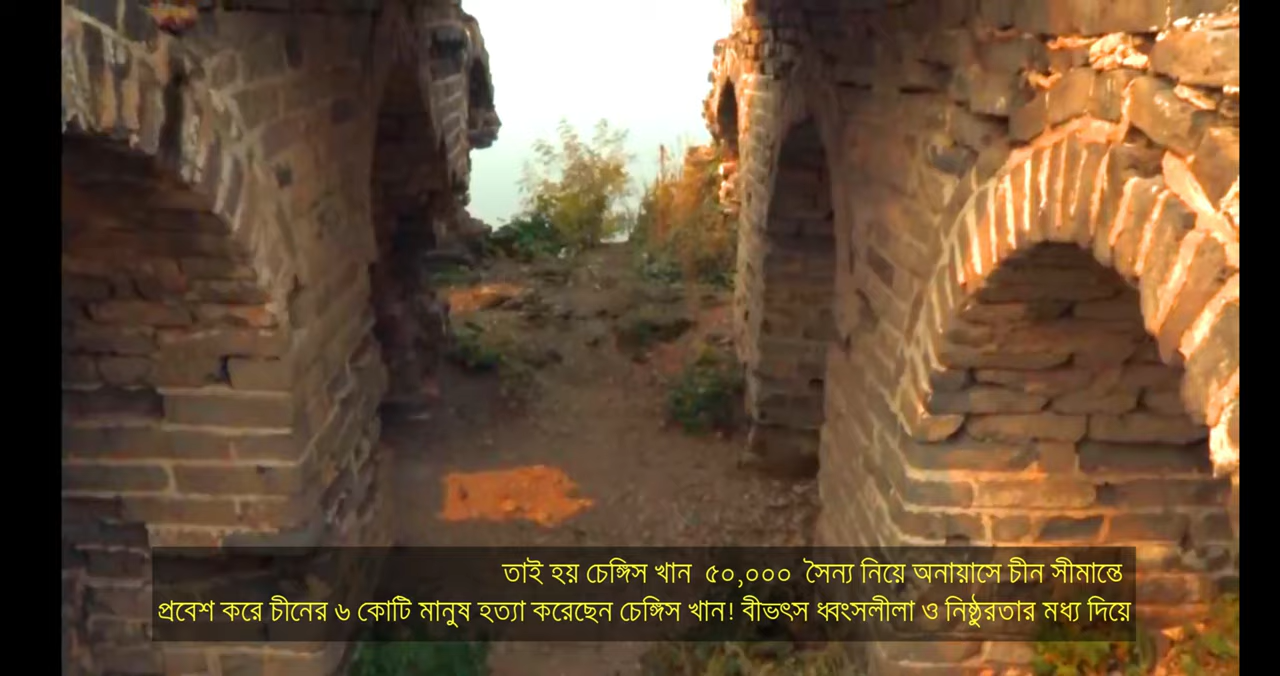 তাই হয় চেঙ্গিস খান ৫০,০০০ সৈন্য নিয়ে অনায়াসে চীন সীমান্তে
প্রবেশ করে চীনের ৬ কোটি মানুষ হত্যা করেছেন চেঙ্গিস খান! বীভৎস ধ্বংসলীলা ও নিষ্ঠুরতার মধ্য দিয়ে